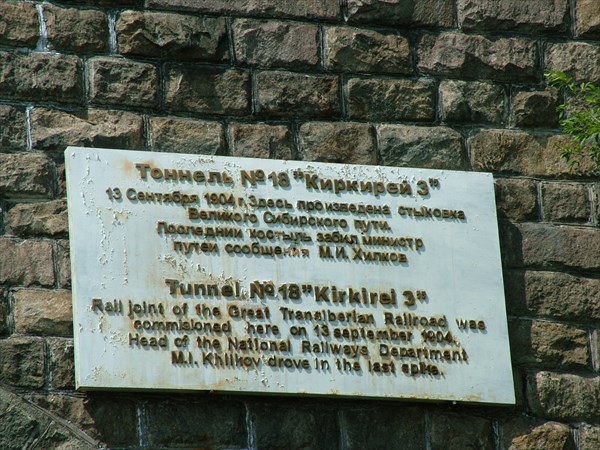 Тоннель №18 "Киркирей 3"
13 Сентября 1904 г. Здесь произведена стыковка
Великого Сибирского пути.
Последнии костыль забил министр
путеи сообщения М.И.Хилков
Tunnel №18 "Kirkirei 3"
Rail joint of the Great Transiberian Railroad was
commisioned here on 13 september 1904.
Head of the National Railways Department
M.I. Khilkov drove in the last spike.